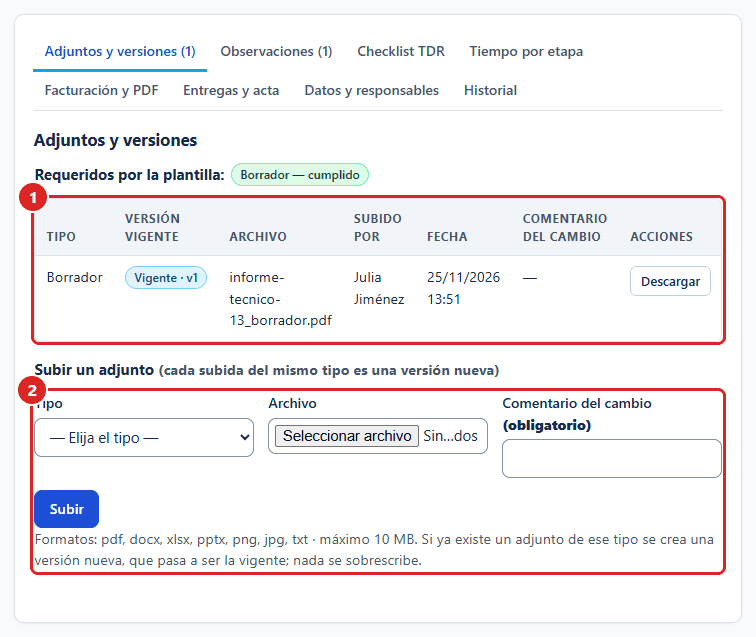 Adjuntos y versiones (1) Observaciones (1) Checklist TDR Tiempo por etapa
Facturación y PDF Entregas y acta Datos y responsables Historial
Adjuntos y versiones
Requeridos por la plantilla: Borrador — cumplido
1
TIPO VERSIÓN VIGENTE ARCHIVO SUBIDO POR FECHA COMENTARIO DEL CAMBIO ACCIONES
Borrador Vigente · v1 informe-tecnico-13_borrador.pdf Julia Jiménez 25/11/2026 13:51 — Descargar
Subir un adjunto (cada subida del mismo tipo es una versión nueva)
2
Tipo Archivo Comentario del cambio
(obligatorio)
— Elija el tipo — Seleccionar archivo Sin...dos
Subir
Formatos: pdf, docx, xlsx, pptx, png, jpg, txt · máximo 10 MB. Si ya existe un adjunto de ese tipo se crea una
versión nueva, que pasa a ser la vigente; nada se sobrescribe.